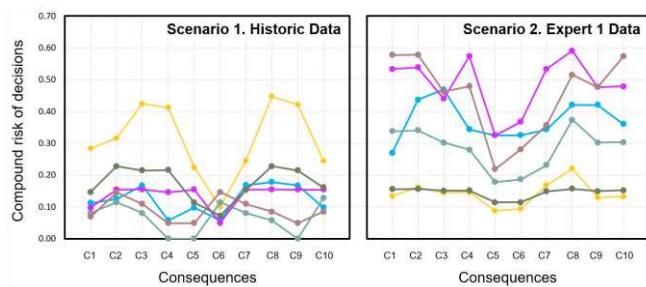 Compound risk of decisions
0.70
0.60
0.50
0.40
0.30
0.20
0.10
0.00
Scenario 1. Historic Data
C1 C2 C3 C4 C5 C6 C7 C8 C9 C10
Consequences
Scenario 2. Expert 1 Data
C1 C2 C3 C4 C5 C6 C7 C8 C9 C10
Consequences